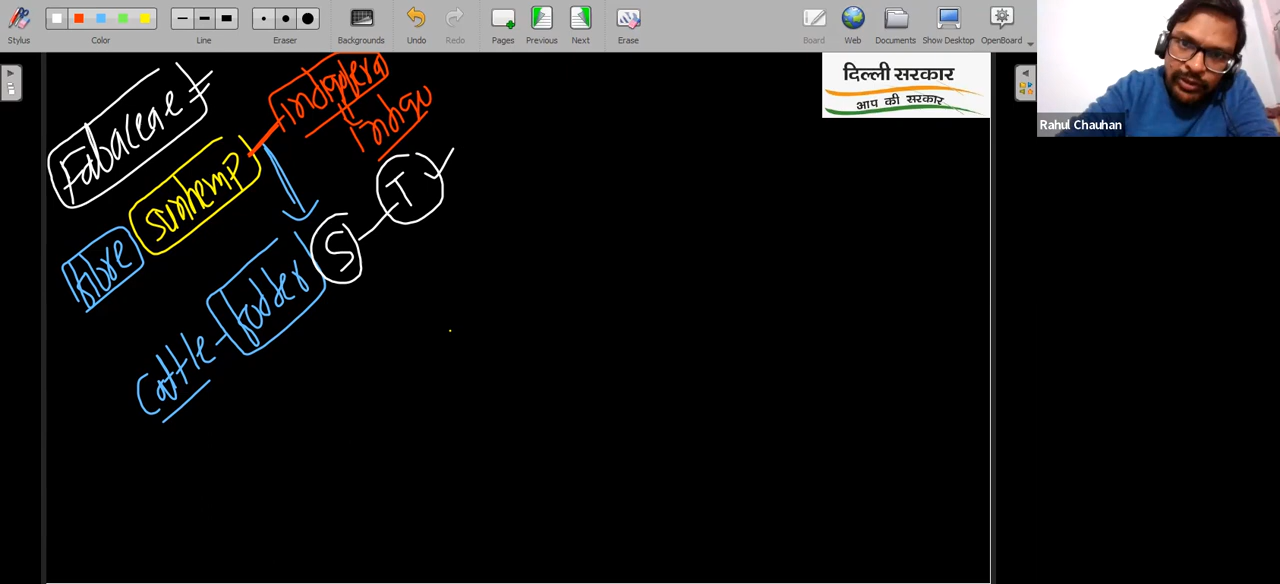 Stylus
Color
Line
Eraser
Backgrounds
Undo
Redo
Pages
Previous
Next
Erase
Board
Web
Documents
Show Desktop
OpenBoard
दिल्ली सरकार
आप की सरकार
Rahul Chauhan
Fabaceae
Sunhemp
Indigofera
Indigo
fibre
Cattle - fodder
S
T